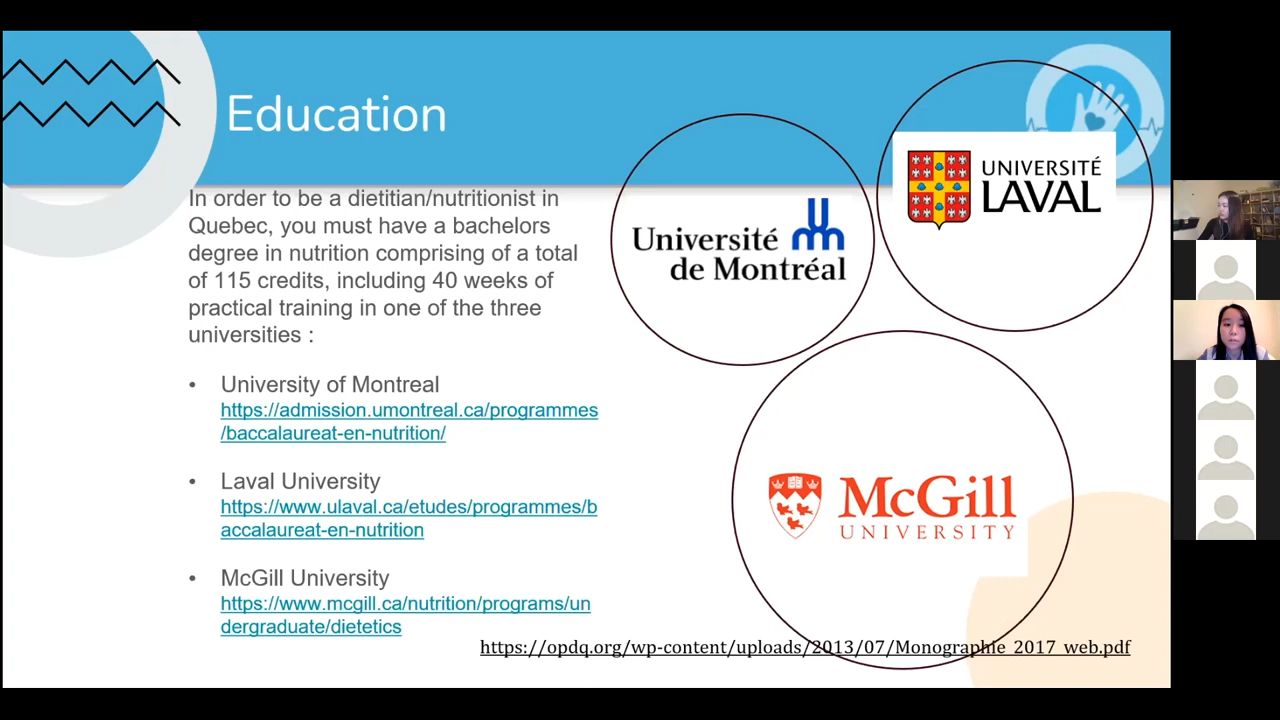 Education
In order to be a dietitian/nutritionist in
Quebec, you must have a bachelors
degree in nutrition comprising of a total
of 115 credits, including 40 weeks of
practical training in one of the three
universities :
• University of Montreal
https://admission.umontreal.ca/programmes
/baccalaureat-en-nutrition/
• Laval University
https://www.ulaval.ca/etudes/programmes/b
accalaureat-en-nutrition
• McGill University
https://www.mcgill.ca/nutrition/programs/un
dergraduate/dietetics
Université
de Montréal
UNIVERSITÉ
LAVAL
McGill
UNIVERSITY
https://opdq.org/wp-content/uploads/2013/07/Monographie_2017_web.pdf